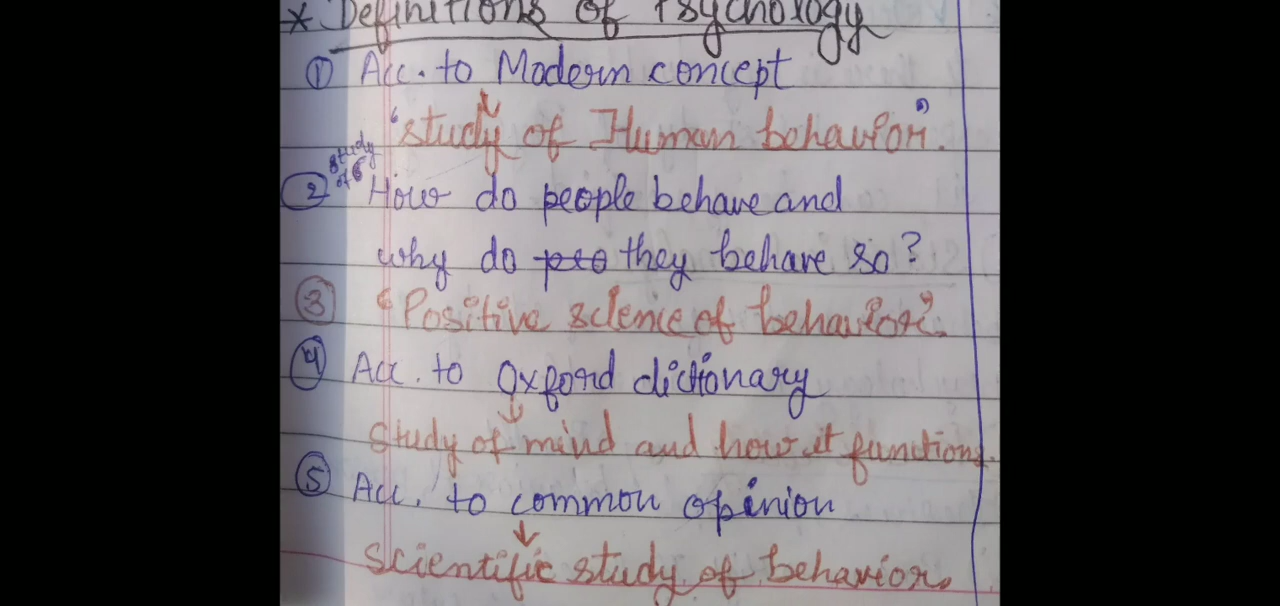 * Definitions of Psychology
① Acc. to Modern concept
↓
"study of Human behavior".
study of
② How do people behave and
why do they behave so?
③ "Positive science of behavior".
④ Acc. to Oxford dictionary
↓
Study of mind and how it functions.
⑤ Acc. to common opinion
↓
Scientific study of behavior.